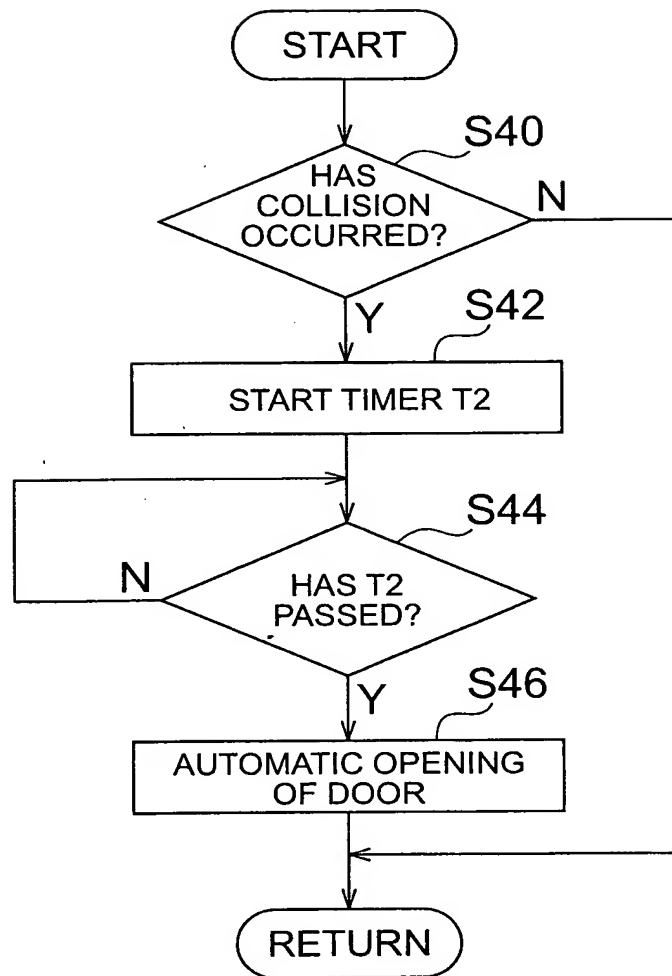 START
S40
HAS
COLLISION
OCCURRED?
N
Y
S42
START TIMER T2
S44
N
HAS T2
PASSED?
Y
S46
AUTOMATIC OPENING
OF DOOR
RETURN